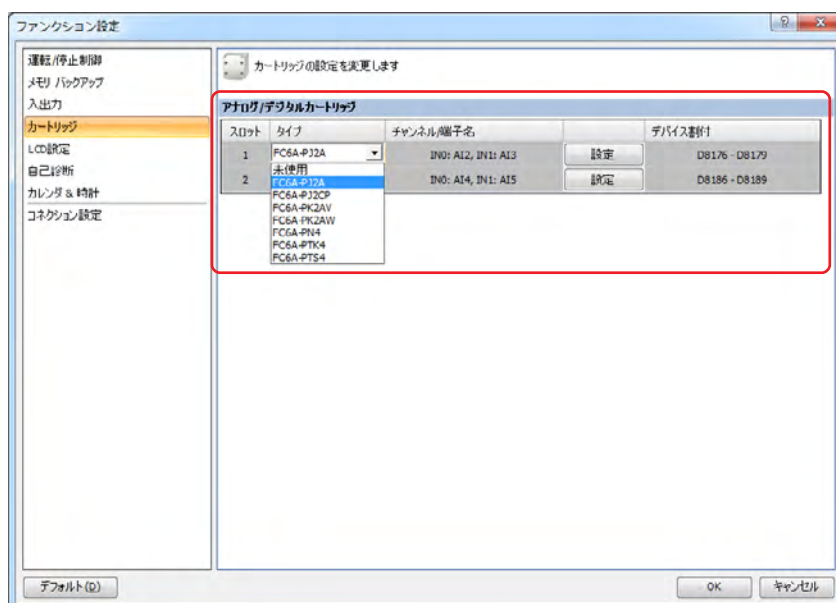 ファンクション設定
運転/停止制御
メモリ バックアップ
入出力
カートリッジ
LCD設定
自己診断
カレンダ & 時計
コネクション設定
カートリッジの設定を変更します
アナログ/デジタルカートリッジ
スロット タイプ チャンネル/端子名 デバイス割付
1 FC6A-PJ2A IN0: AI2, IN1: AI3 設定 D8176 - D8179
2 IN0: AI4, IN1: AI5 設定 D8186 - D8189
未使用
FC6A-PJ2A
FC6A-PJ2CP
FC6A-PK2AV
FC6A-PK2AW
FC6A-PN4
FC6A-PTK4
FC6A-PTS4
デフォルト(D) OK キャンセル